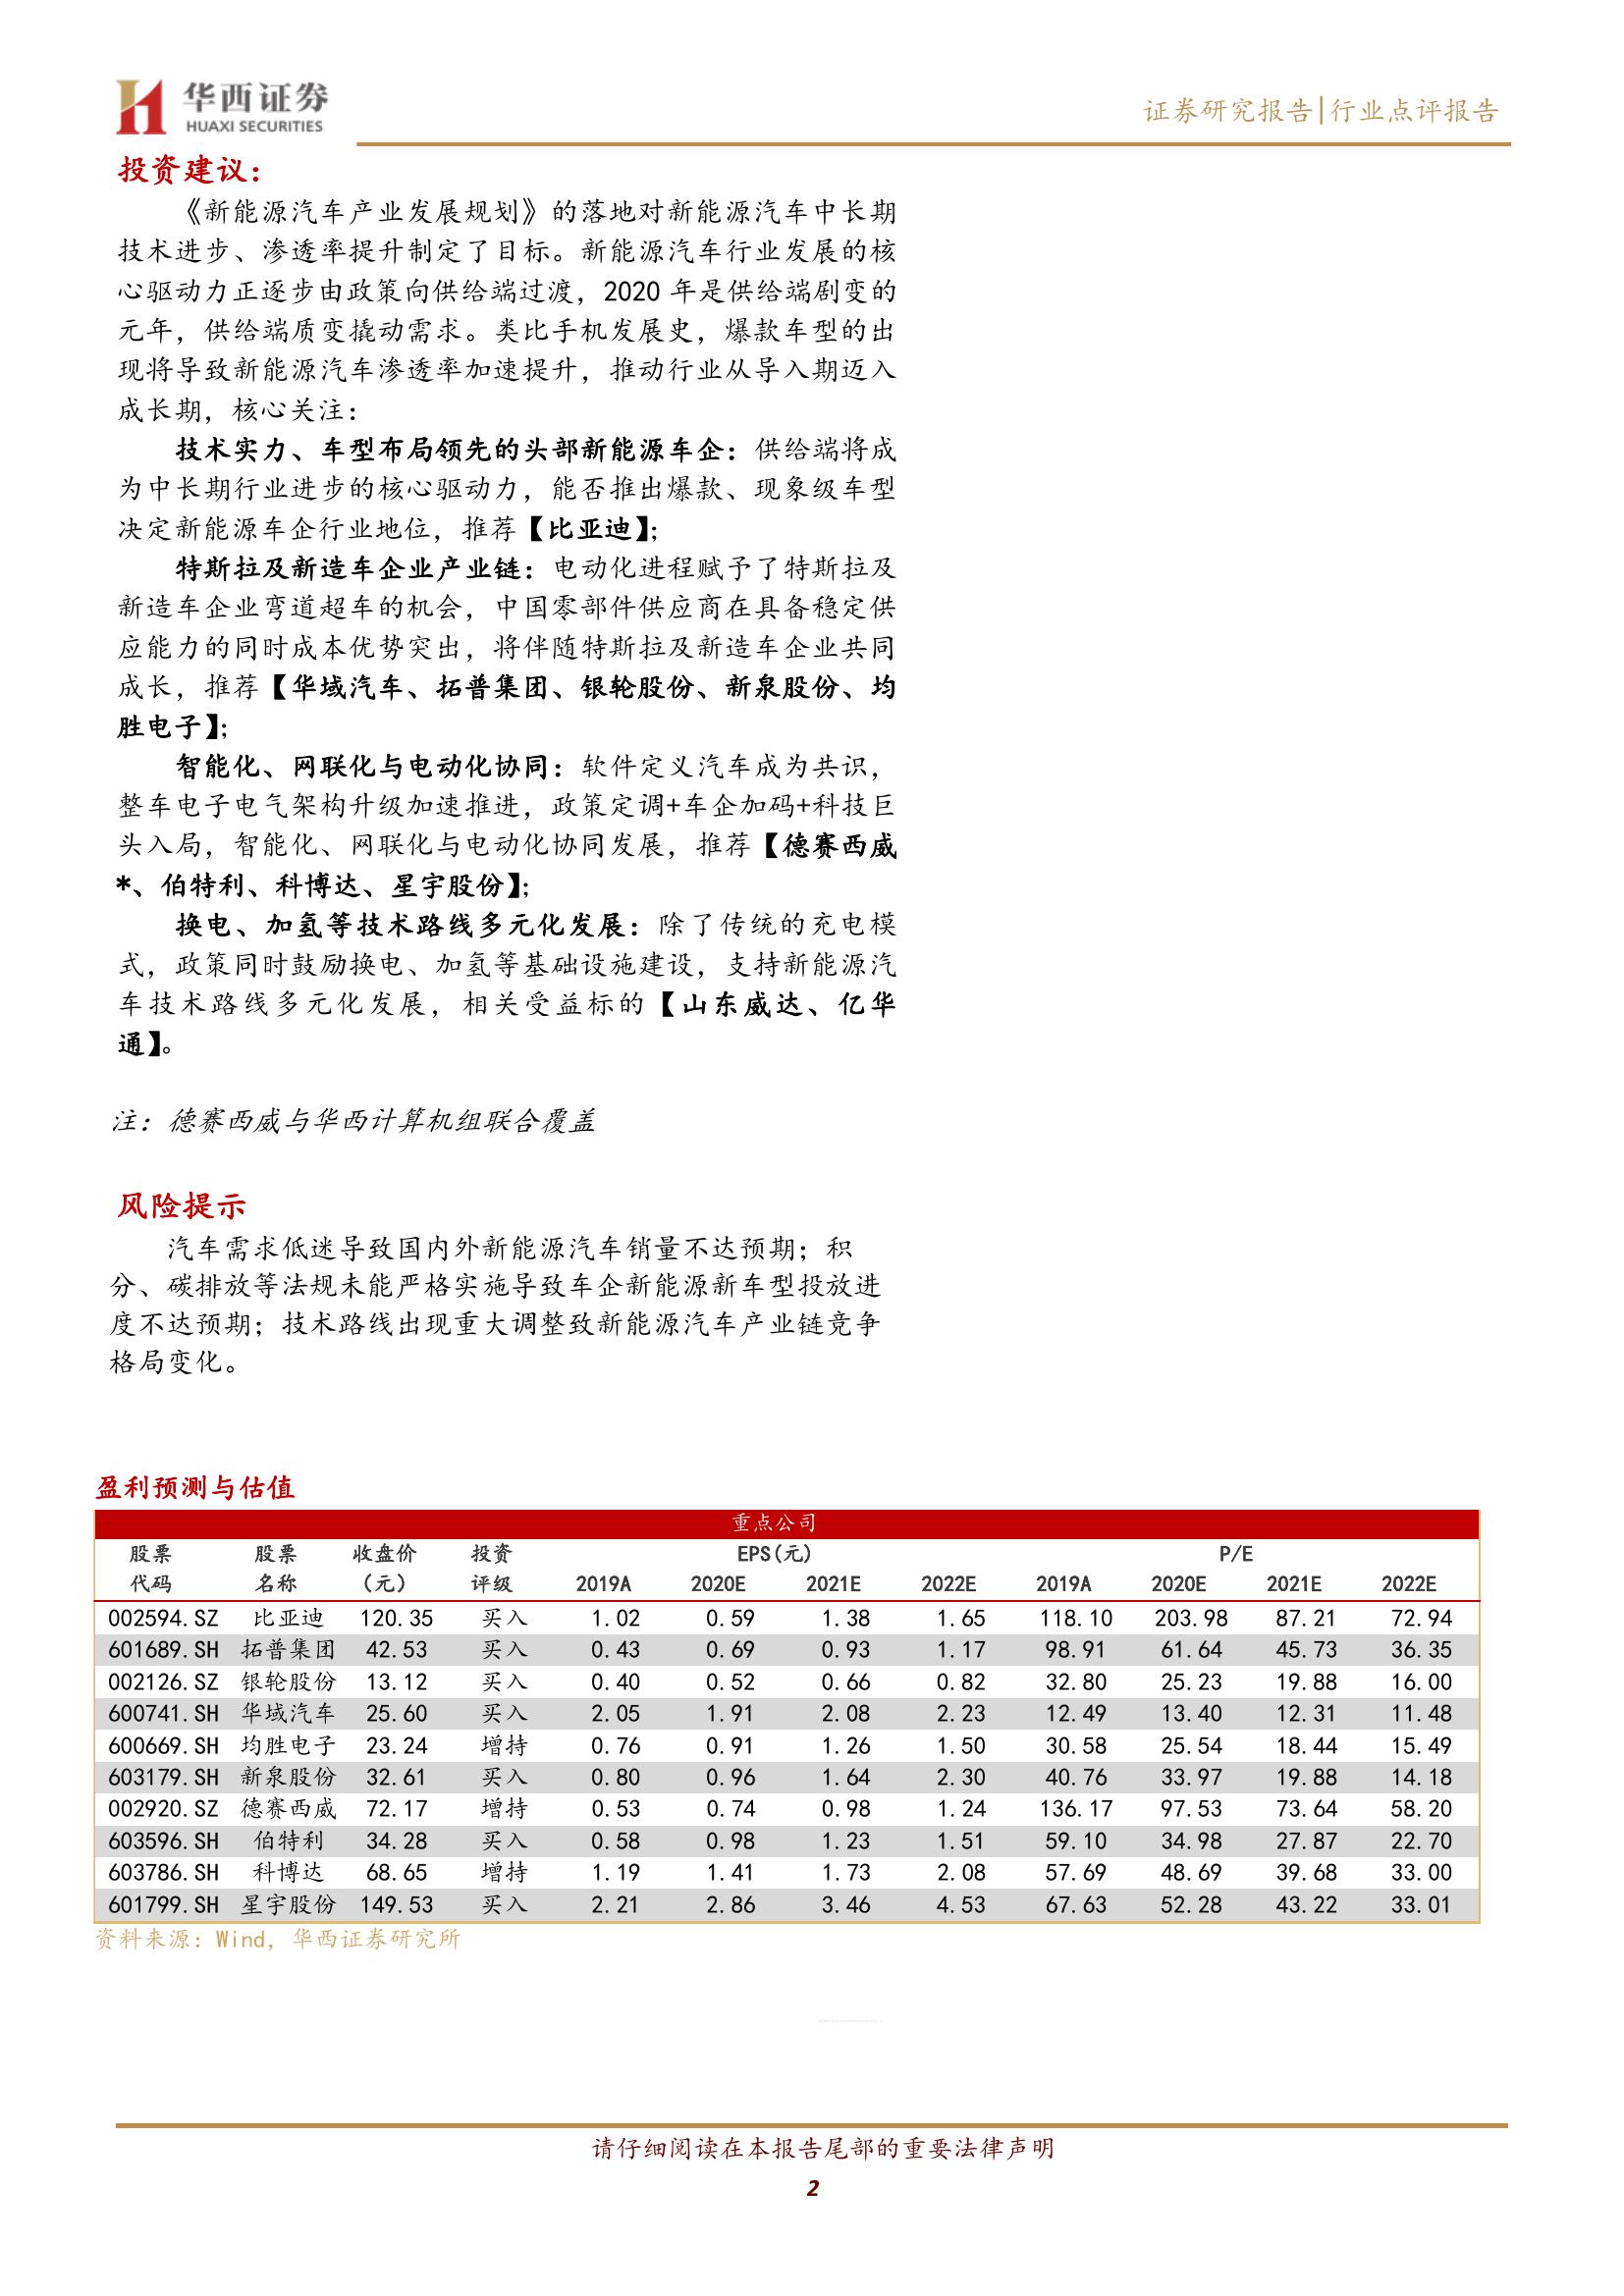 华西证券
HUAXI SECURITIES
证券研究报告|行业点评报告
投资建议：
《新能源汽车产业发展规划》的落地对新能源汽车中长期
技术进步、渗透率提升制定了目标。新能源汽车行业发展的核
心驱动力正逐步由政策向供给端过渡，2020 年是供给端剧变的
元年，供给端质变撬动需求。类比手机发展史，爆款车型的出
现将导致新能源汽车渗透率加速提升，推动行业从导入期迈入
成长期，核心关注：
技术实力、车型布局领先的头部新能源车企：供给端将成
为中长期行业进步的核心驱动力，能否推出爆款、现象级车型
决定新能源车企行业地位，推荐【比亚迪】；
特斯拉及新造车企业产业链：电动化进程赋予了特斯拉及
新造车企业弯道超车的机会，中国零部件供应商在具备稳定供
应能力的同时成本优势突出，将伴随特斯拉及新造车企业共同
成长，推荐【华域汽车、拓普集团、银轮股份、新泉股份、均
胜电子】；
智能化、网联化与电动化协同：软件定义汽车成为共识，
整车电子电气架构升级加速推进，政策定调+车企加码+科技巨
头入局，智能化、网联化与电动化协同发展，推荐【德赛西威
*、伯特利、科博达、星宇股份】；
换电、加氢等技术路线多元化发展：除了传统的充电模
式，政策同时鼓励换电、加氢等基础设施建设，支持新能源汽
车技术路线多元化发展，相关受益标的【山东威达、亿华
通】。
注：德赛西威与华西计算机组联合覆盖
风险提示
汽车需求低迷导致国内外新能源汽车销量不达预期；积
分、碳排放等法规未能严格实施导致车企新能源新车型投放进
度不达预期；技术路线出现重大调整致新能源汽车产业链竞争
格局变化。
盈利预测与估值
重点公司
股票 股票 收盘价 投资 EPS(元) P/E
代码 名称 （元） 评级 2019A 2020E 2021E 2022E 2019A 2020E 2021E 2022E
002594.SZ 比亚迪 120.35 买入 1.02 0.59 1.38 1.65 118.10 203.98 87.21 72.94
601689.SH 拓普集团 42.53 买入 0.43 0.69 0.93 1.17 98.91 61.64 45.73 36.35
002126.SZ 银轮股份 13.12 买入 0.40 0.52 0.66 0.82 32.80 25.23 19.88 16.00
600741.SH 华域汽车 25.60 买入 2.05 1.91 2.08 2.23 12.49 13.40 12.31 11.48
600669.SH 均胜电子 23.24 增持 0.76 0.91 1.26 1.50 30.58 25.54 18.44 15.49
603179.SH 新泉股份 32.61 买入 0.80 0.96 1.64 2.30 40.76 33.97 19.88 14.18
002920.SZ 德赛西威 72.17 增持 0.53 0.74 0.98 1.24 136.17 97.53 73.64 58.20
603596.SH 伯特利 34.28 买入 0.58 0.98 1.23 1.51 59.10 34.98 27.87 22.70
603786.SH 科博达 68.65 增持 1.19 1.41 1.73 2.08 57.69 48.69 39.68 33.00
601799.SH 星宇股份 149.53 买入 2.21 2.86 3.46 4.53 67.63 52.28 43.22 33.01
资料来源：Wind，华西证券研究所
请仔细阅读在本报告尾部的重要法律声明
2